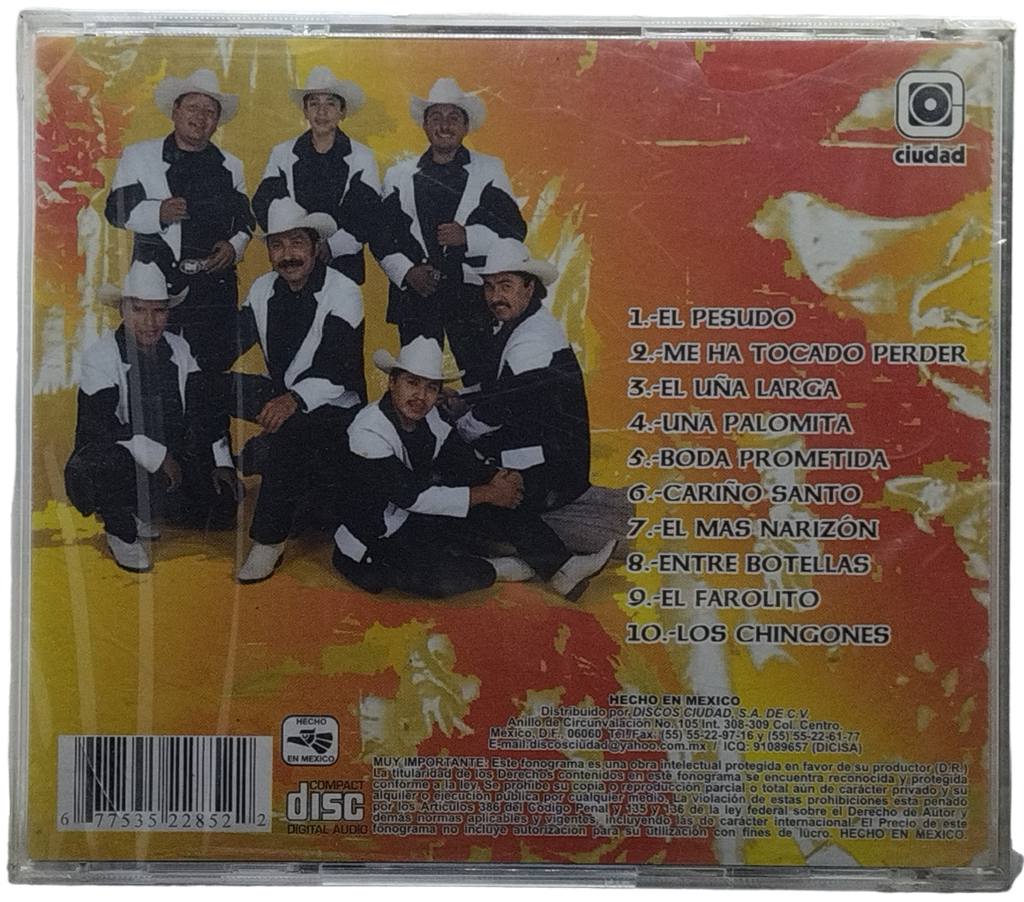 ciudad
1.-EL PESUDO
2.-ME HA TOCADO PERDER
3.-EL UÑA LARGA
4.-UNA PALOMITA
5.-BODA PROMETIDA
6.-CARIÑO SANTO
7.-EL MAS NARIZÓN
8.-ENTRE BOTELLAS
9.-EL FAROLITO
10.-LOS CHINGONES
HECHO EN MEXICO
Distribuido por DISCOS CIUDAD, S.A. DE C.V.
Anillo de Circunvalación No. 105 Int. 308-309 Col. Centro
Mexico, D.F., 06060 Tel. Fax. (55) 55-22-97-16 y (55) 55-22-61-77
E-mail.discosciudad@yahoo.com.mx / ICQ: 91089657 (DICISA)
MUY IMPORTANTE: Este fonograma es una obra intelectual protegida en favor de su productor (D.R.)
La titularidad de los Derechos contenidos en este fonograma se encuentra reconocida y protegida
conforme a la ley. Se prohibe su copia o reproducción parcial o total aún de carácter privado y su
alquiler o ejecución pública por cualquier medio. La violación de estas prohibiciones esta penado
por los Artículos 386 del Código Penal y 135 y 136 de la ley federal sobre el Derecho de Autor y
demás normas aplicables y vigentes, incluyendo las de carácter internacional. El Precio de este
fonograma no incluye autorización para su utilización con fines de lucro. HECHO EN MEXICO.
HECHO
EN MEXICO
COMPACT
disc
DIGITAL AUDIO
6 77535 22852 2